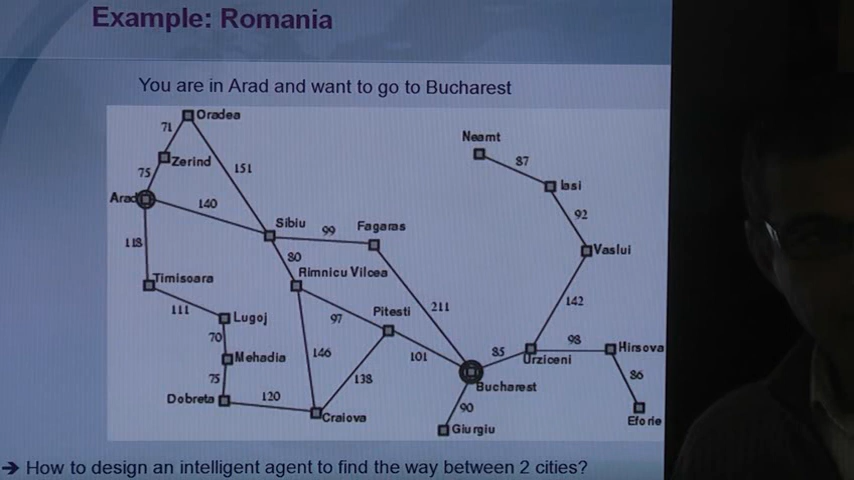 Example: Romania
You are in Arad and want to go to Bucharest
Oradea
71
Neamt
Zerind
151
87
75
Iasi
Arad
140
92
Sibiu
99
Fagaras
118
80
Vaslui
Timisoara
Rimnicu Vilcea
142
111
Lugoj
97
Pitesti
211
70
98
Mehadia
146
101
85
Urziceni
Hirsova
75
138
86
Dobreta
120
Bucharest
90
Craiova
Giurgiu
Eforie
➔ How to design an intelligent agent to find the way between 2 cities?